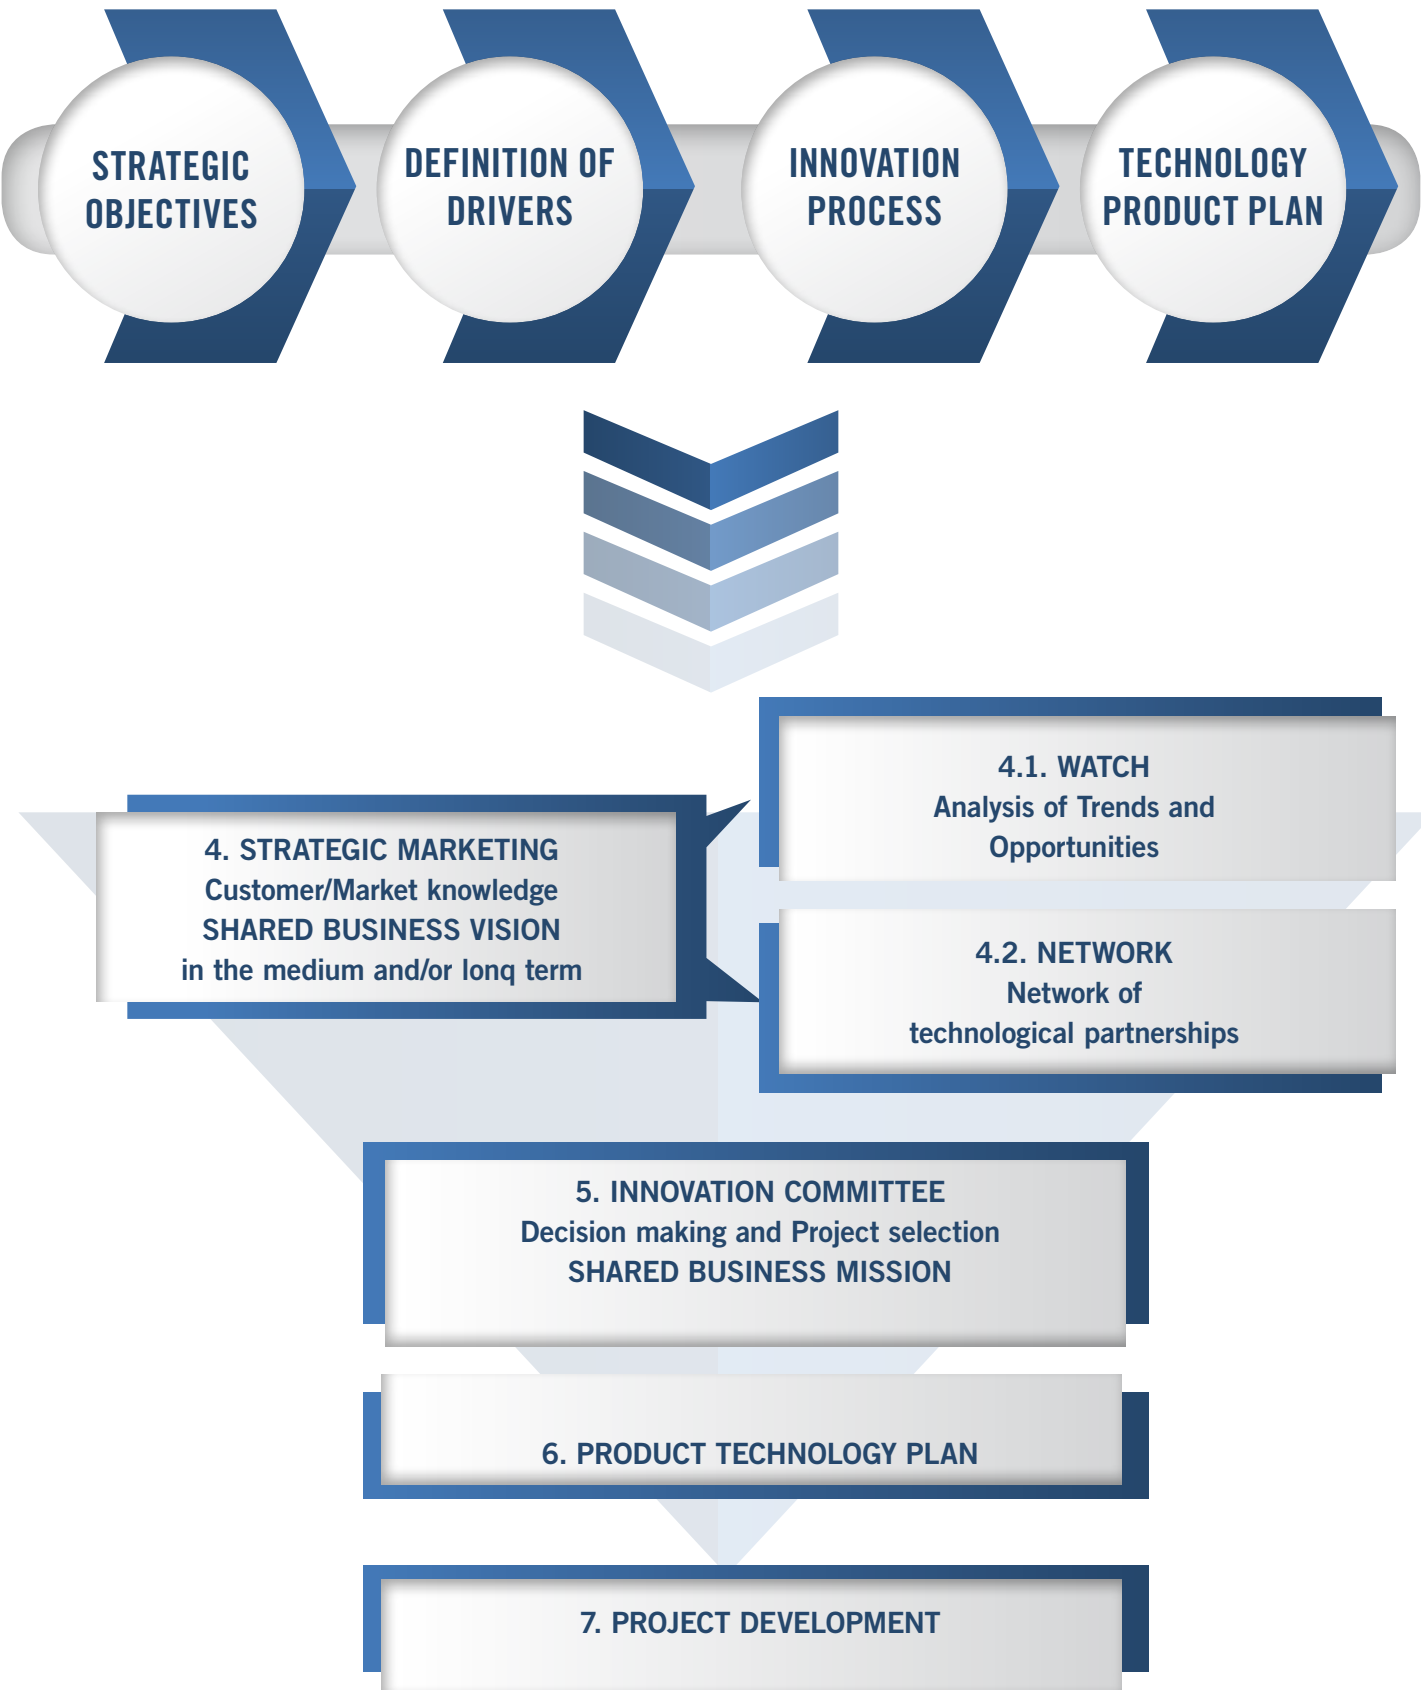 STRATEGIC
OBJECTIVES
DEFINITION OF
DRIVERS
INNOVATION
PROCESS
TECHNOLOGY
PRODUCT PLAN
4. STRATEGIC MARKETING
Customer/Market knowledge
SHARED BUSINESS VISION
in the medium and/or lonq term
4.1. WATCH
Analysis of Trends and
Opportunities
4.2. NETWORK
Network of
technological partnerships
5. INNOVATION COMMITTEE
Decision making and Project selection
SHARED BUSINESS MISSION
6. PRODUCT TECHNOLOGY PLAN
7. PROJECT DEVELOPMENT